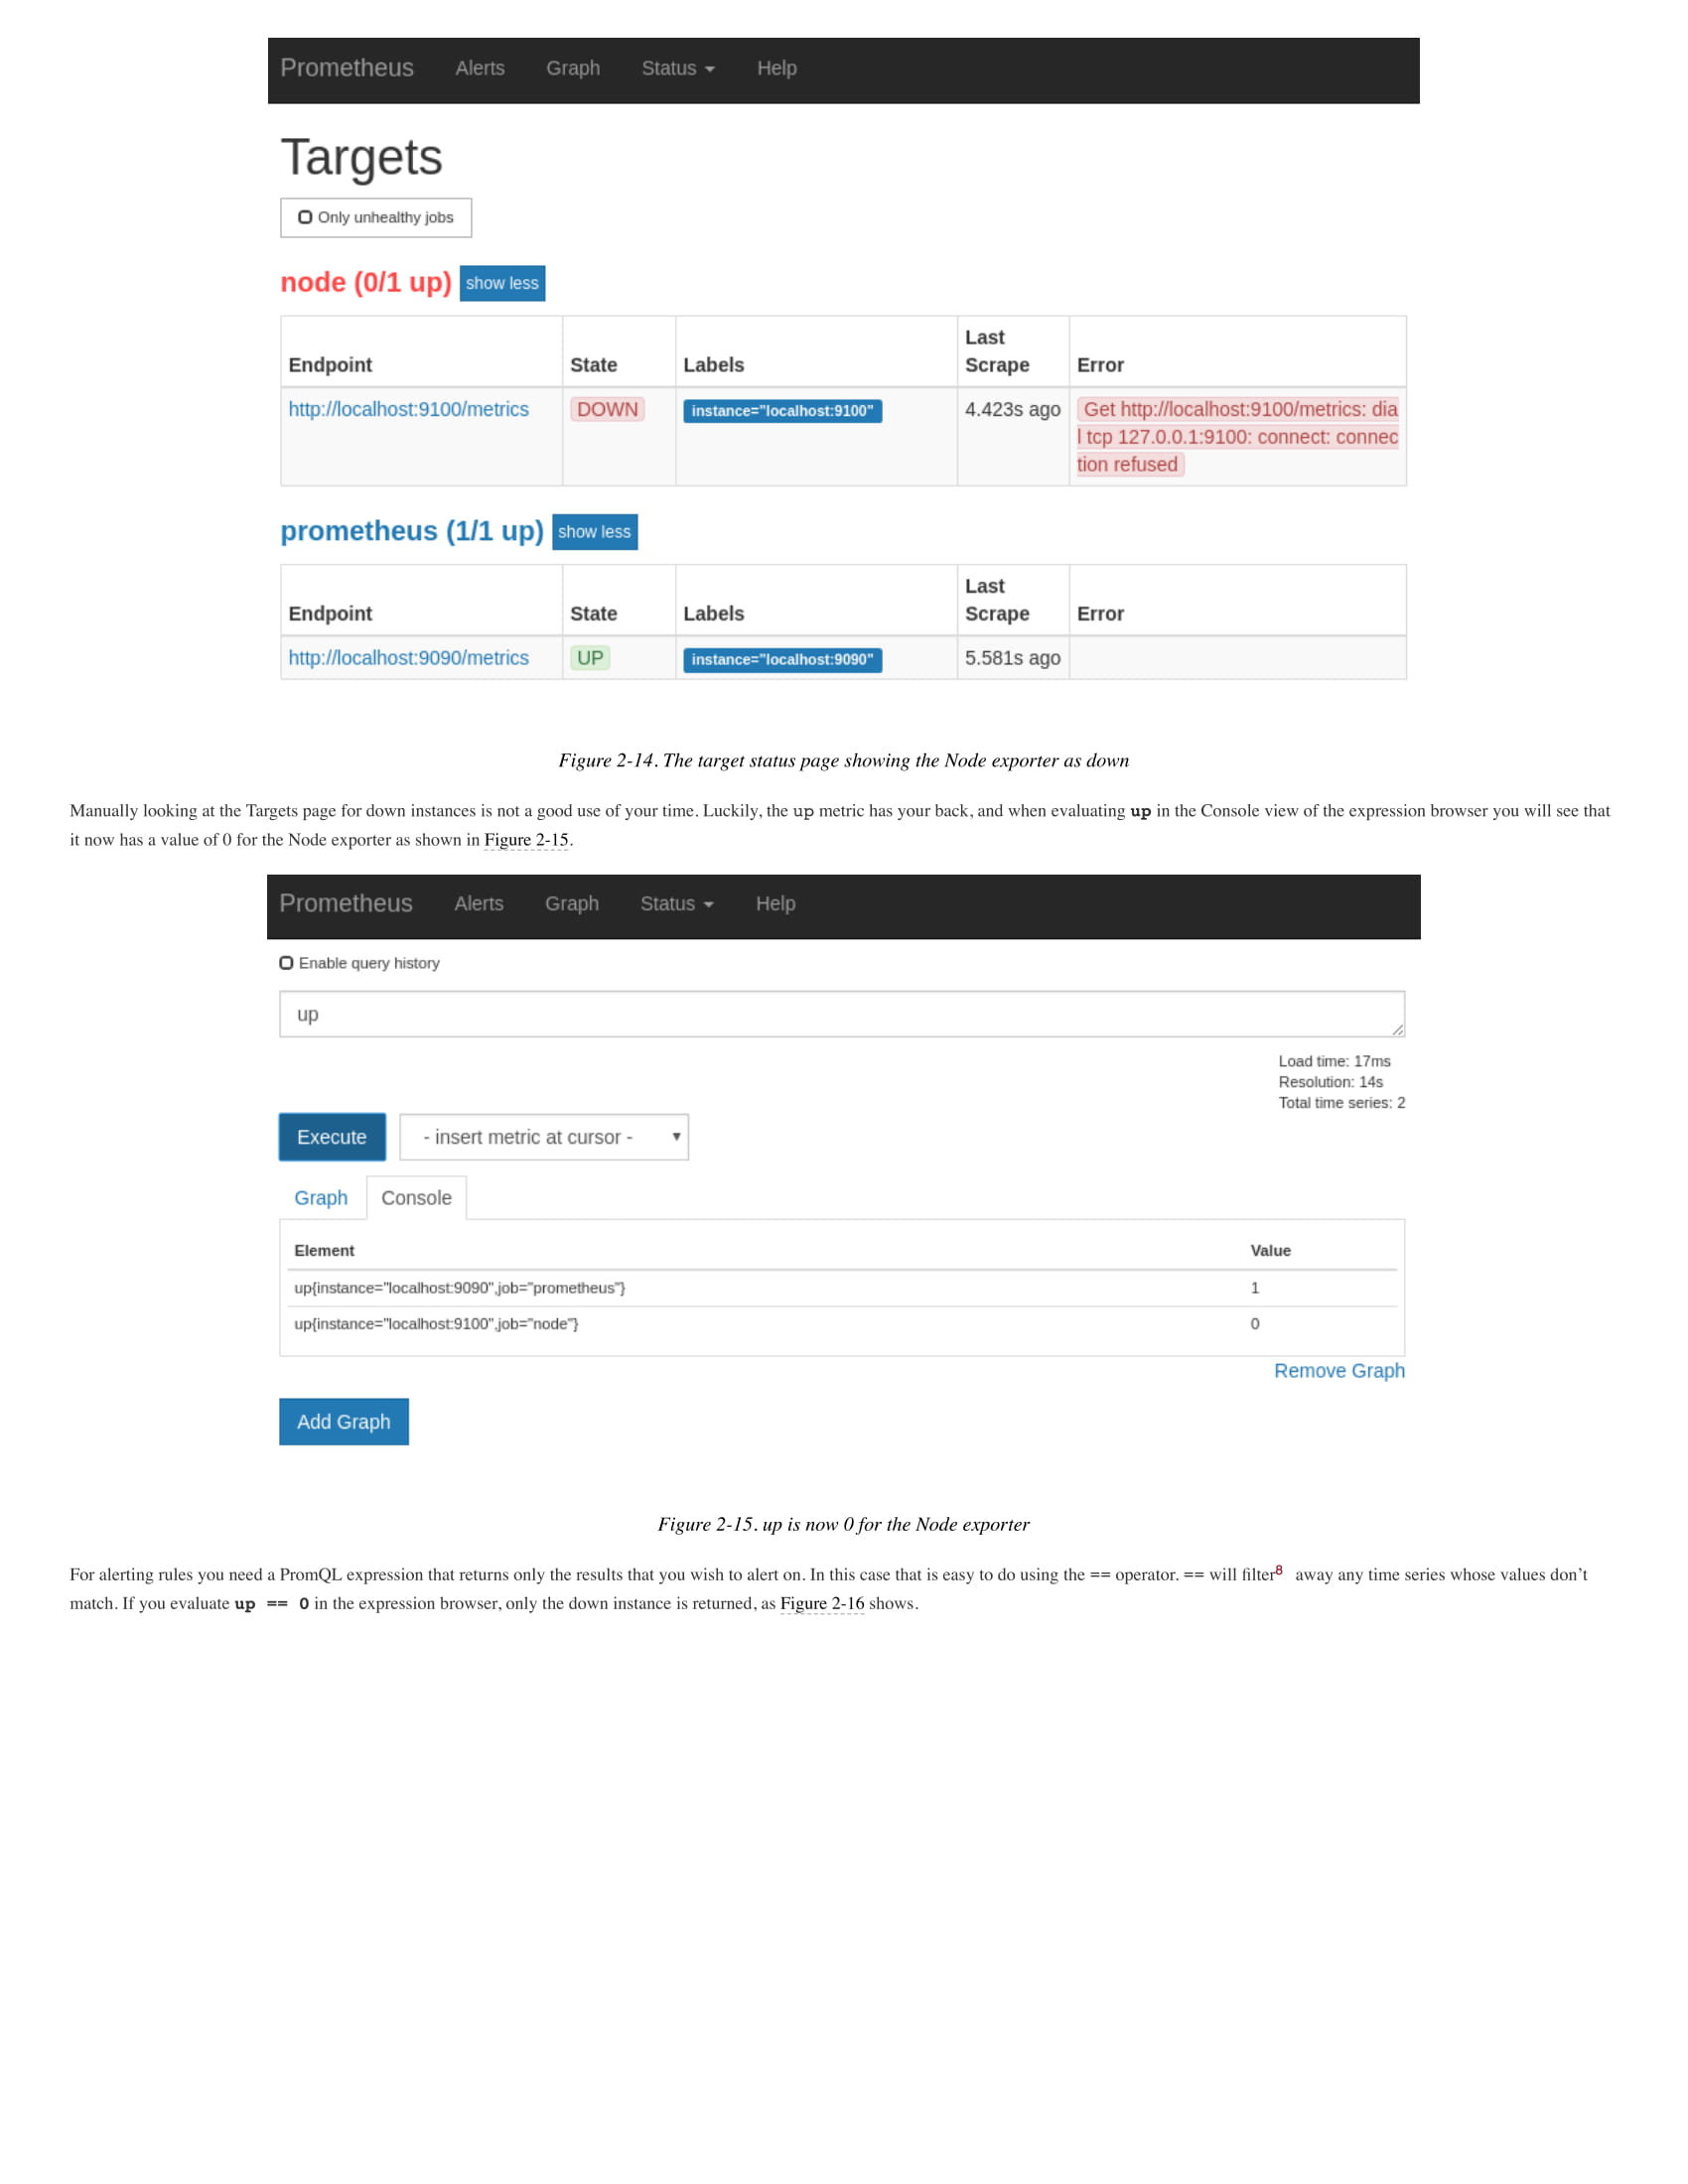 Prometheus Alerts Graph Status Help
Targets
Only unhealthy jobs
node (0/1 up) show less
Endpoint State Labels Last Scrape Error
http://localhost:9100/metrics DOWN instance="localhost:9100" 4.423s ago Get http://localhost:9100/metrics: dia
l tcp 127.0.0.1:9100: connect: connec
tion refused
prometheus (1/1 up) show less
Endpoint State Labels Last Scrape Error
http://localhost:9090/metrics UP instance="localhost:9090" 5.581s ago
Figure 2-14. The target status page showing the Node exporter as down
Manually looking at the Targets page for down instances is not a good use of your time. Luckily, the up metric has your back, and when evaluating up in the Console view of the expression browser you will see that
it now has a value of 0 for the Node exporter as shown in Figure 2-15.
Prometheus Alerts Graph Status Help
Enable query history
up
Load time: 17ms
Resolution: 14s
Total time series: 2
Execute - insert metric at cursor -
Graph Console
Element Value
up{instance="localhost:9090",job="prometheus"} 1
up{instance="localhost:9100",job="node"} 0
Remove Graph
Add Graph
Figure 2-15. up is now 0 for the Node exporter
For alerting rules you need a PromQL expression that returns only the results that you wish to alert on. In this case that is easy to do using the == operator. == will filter8 away any time series whose values don’t
match. If you evaluate up == 0 in the expression browser, only the down instance is returned, as Figure 2-16 shows.